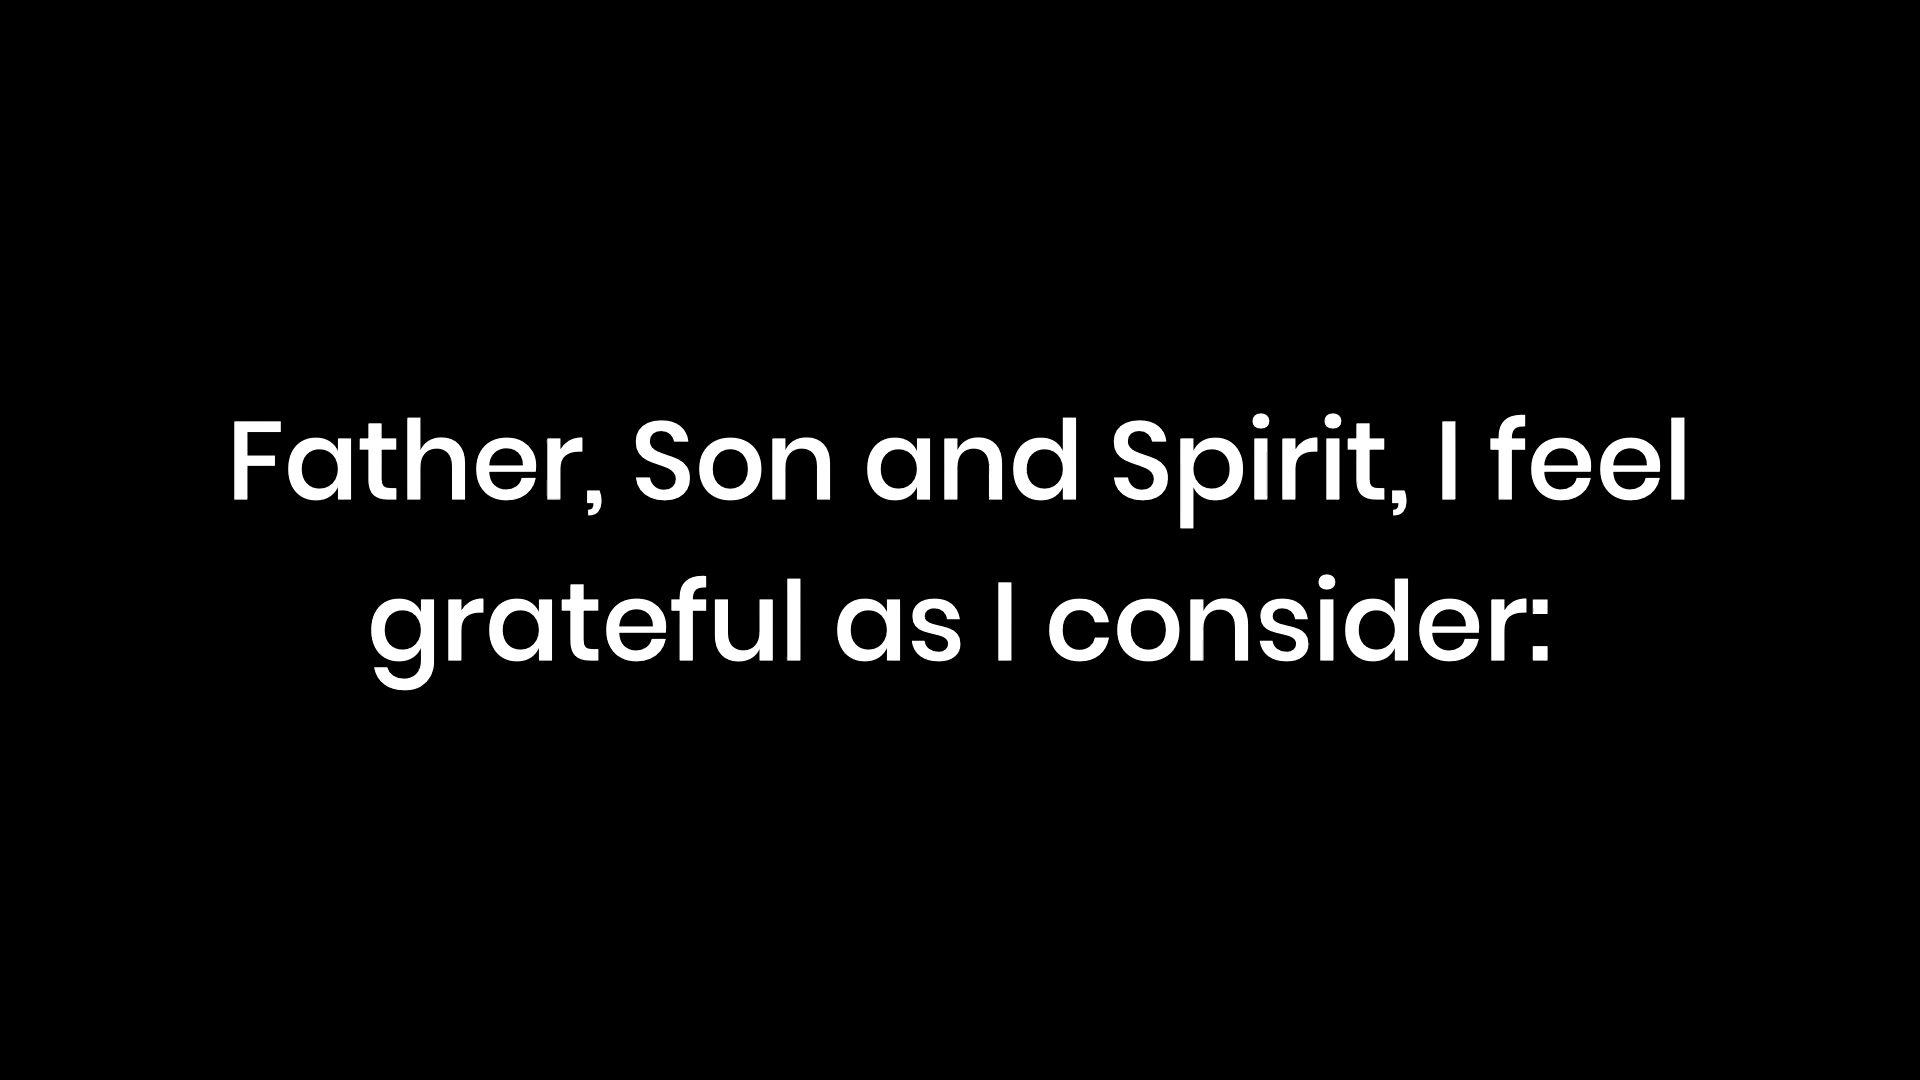 Father, Son and Spirit, I feel
grateful as I consider: